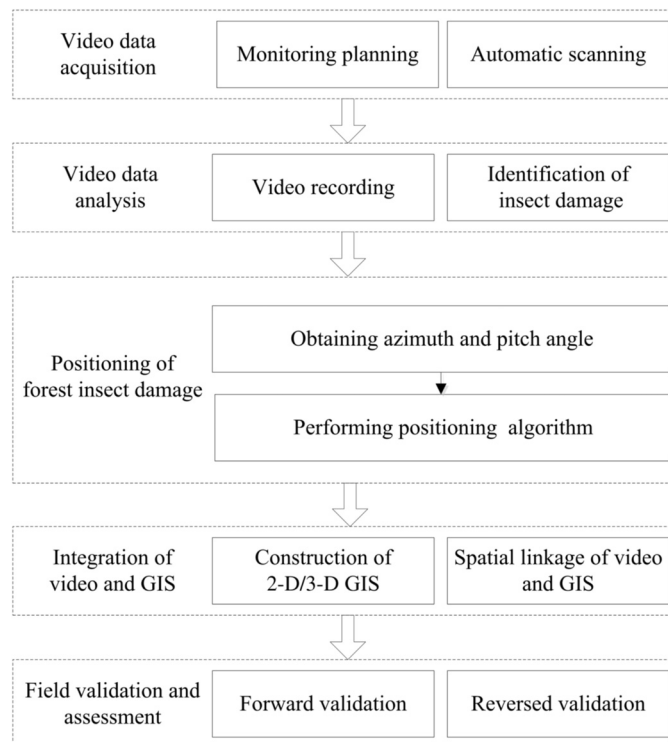 Video data
acquisition
Monitoring planning
Automatic scanning
Video data
analysis
Video recording
Identification of
insect damage
Positioning of
forest insect damage
Obtaining azimuth and pitch angle
Performing positioning algorithm
Integration of
video and GIS
Construction of
2-D/3-D GIS
Spatial linkage of video
and GIS
Field validation and
assessment
Forward validation
Reversed validation